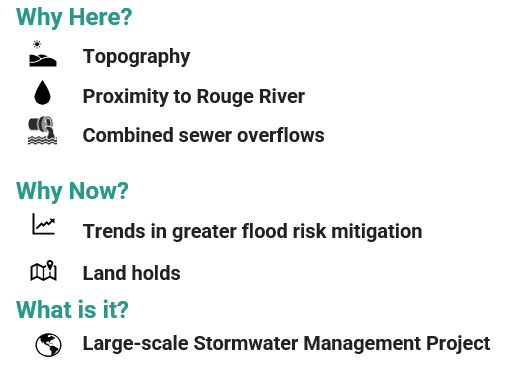 Why Here?
Topography
Proximity to Rouge River
Combined sewer overflows
Why Now?
Trends in greater flood risk mitigation
Land holds
What is it?
Large-scale Stormwater Management Project